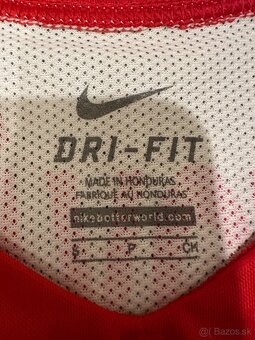 DRI-FIT
MADE IN HONDURAS
FABRIQUÉ AU HONDURAS
nikebetterworld.com
S P CH
Bazos.sk